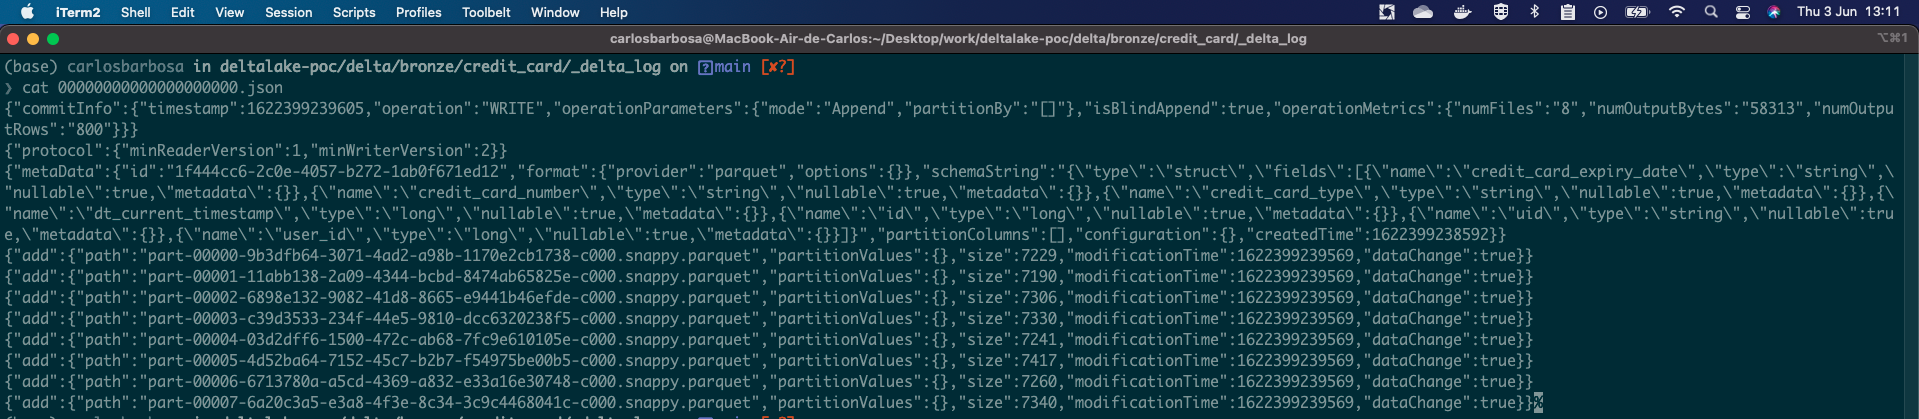 iTerm2 Shell Edit View Session Scripts Profiles Toolbelt Window Help Thu 3 Jun 13:11
carlosbarbosa@MacBook-Air-de-Carlos:~/Desktop/work/deltalake-poc/delta/bronze/credit_card/_delta_log ⌥⌘1
(base) carlosbarbosa in deltalake-poc/delta/bronze/credit_card/_delta_log on ?main [✘?]
❯ cat 00000000000000000000.json
{"commitInfo":{"timestamp":1622399239605,"operation":"WRITE","operationParameters":{"mode":"Append","partitionBy":"[]"},"isBlindAppend":true,"operationMetrics":{"numFiles":"8","numOutputBytes":"58313","numOutpu
tRows":"800"}}}
{"protocol":{"minReaderVersion":1,"minWriterVersion":2}}
{"metaData":{"id":"1f444cc6-2c0e-4057-b272-1ab0f671ed12","format":{"provider":"parquet","options":{}},"schemaString":"{\"type\":\"struct\",\"fields\":[{\"name\":\"credit_card_expiry_date\",\"type\":\"string\",\
"nullable\":true,\"metadata\":{}},{\"name\":\"credit_card_number\",\"type\":\"string\",\"nullable\":true,\"metadata\":{}},{\"name\":\"credit_card_type\",\"type\":\"string\",\"nullable\":true,\"metadata\":{}},{\
"name\":\"dt_current_timestamp\",\"type\":\"long\",\"nullable\":true,\"metadata\":{}},{\"name\":\"id\",\"type\":\"long\",\"nullable\":true,\"metadata\":{}},{\"name\":\"uid\",\"type\":\"string\",\"nullable\":tru
e,\"metadata\":{}},{\"name\":\"user_id\",\"type\":\"long\",\"nullable\":true,\"metadata\":{}}]}","partitionColumns":[],"configuration":{},"createdTime":1622399238592}}
{"add":{"path":"part-00000-9b3dfb64-3071-4ad2-a98b-1170e2cb1738-c000.snappy.parquet","partitionValues":{},"size":7229,"modificationTime":1622399239569,"dataChange":true}}
{"add":{"path":"part-00001-11abb138-2a09-4344-bcbd-8474ab65825e-c000.snappy.parquet","partitionValues":{},"size":7190,"modificationTime":1622399239569,"dataChange":true}}
{"add":{"path":"part-00002-6898e132-9082-41d8-8665-e9441b46efde-c000.snappy.parquet","partitionValues":{},"size":7306,"modificationTime":1622399239569,"dataChange":true}}
{"add":{"path":"part-00003-c39d3533-234f-44e5-9810-dcc6320238f5-c000.snappy.parquet","partitionValues":{},"size":7330,"modificationTime":1622399239569,"dataChange":true}}
{"add":{"path":"part-00004-03d2dff6-1500-472c-ab68-7fc9e610105e-c000.snappy.parquet","partitionValues":{},"size":7241,"modificationTime":1622399239569,"dataChange":true}}
{"add":{"path":"part-00005-4d52ba64-7152-45c7-b2b7-f54975be00b5-c000.snappy.parquet","partitionValues":{},"size":7417,"modificationTime":1622399239569,"dataChange":true}}
{"add":{"path":"part-00006-6713780a-a5cd-4369-a832-e33a16e30748-c000.snappy.parquet","partitionValues":{},"size":7260,"modificationTime":1622399239569,"dataChange":true}}
{"add":{"path":"part-00007-6a20c3a5-e3a8-4f3e-8c34-3c9c4468041c-c000.snappy.parquet","partitionValues":{},"size":7340,"modificationTime":1622399239569,"dataChange":true}}%